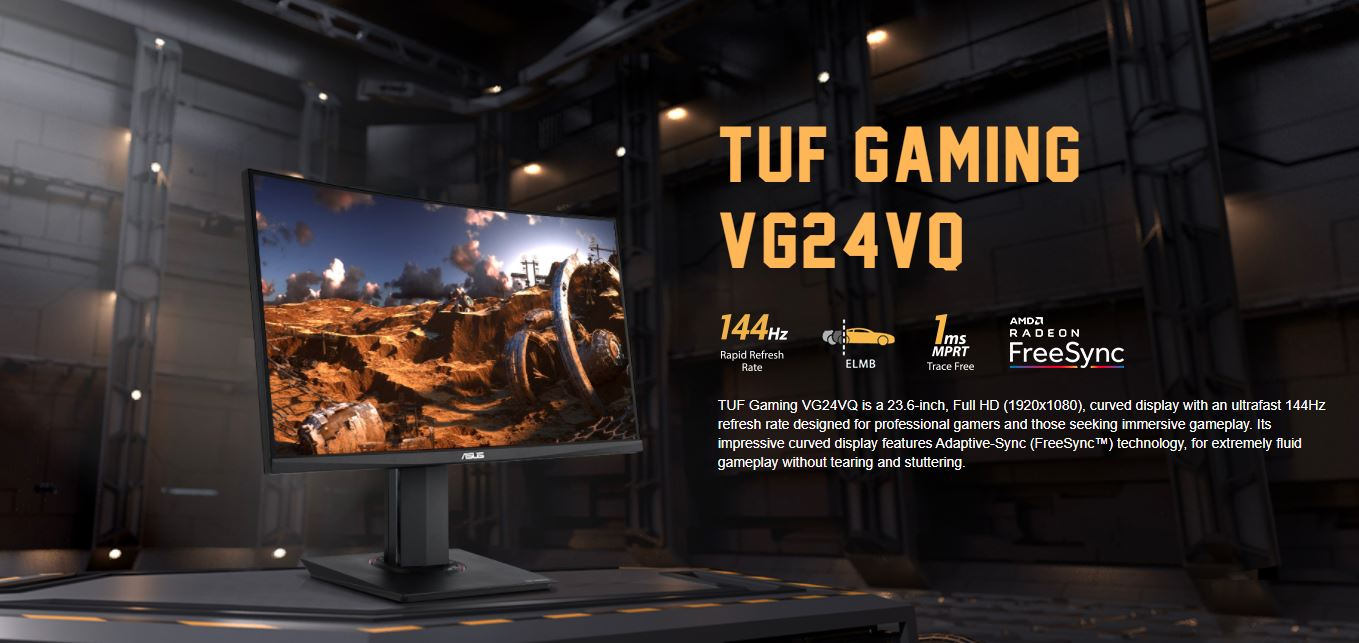 TUF GAMING
VG24VQ
144Hz
Rapid Refresh
Rate
ELMB
1ms
MPRT
Trace Free
AMD
RADEON
FreeSync
TUF Gaming VG24VQ is a 23.6-inch, Full HD (1920x1080), curved display with an ultrafast 144Hz
refresh rate designed for professional gamers and those seeking immersive gameplay. Its
impressive curved display features Adaptive-Sync (FreeSync™) technology, for extremely fluid
gameplay without tearing and stuttering.
ASUS